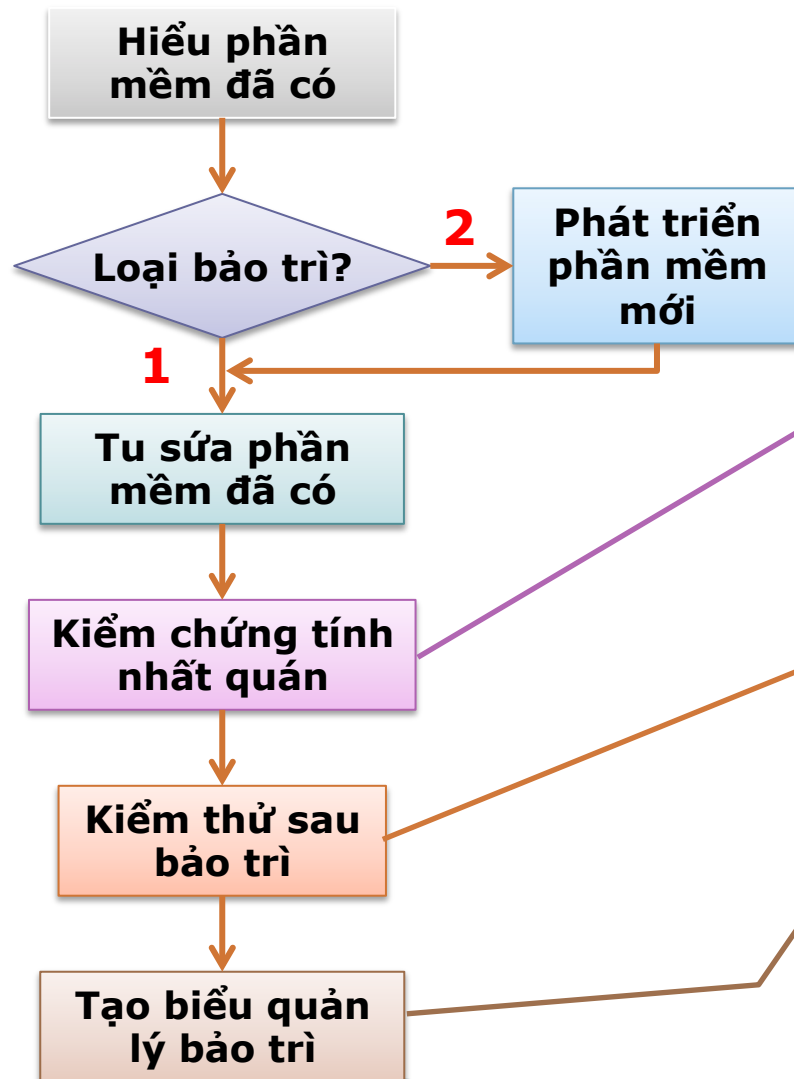 Hiểu phần
mềm đã có
Loại bảo trì?
2
Phát triển
phần mềm
mới
1
Tu sứa phần
mềm đã có
Kiểm chứng tính
nhất quán
Kiểm thử sau
bảo trì
Tạo biểu quản
lý bảo trì